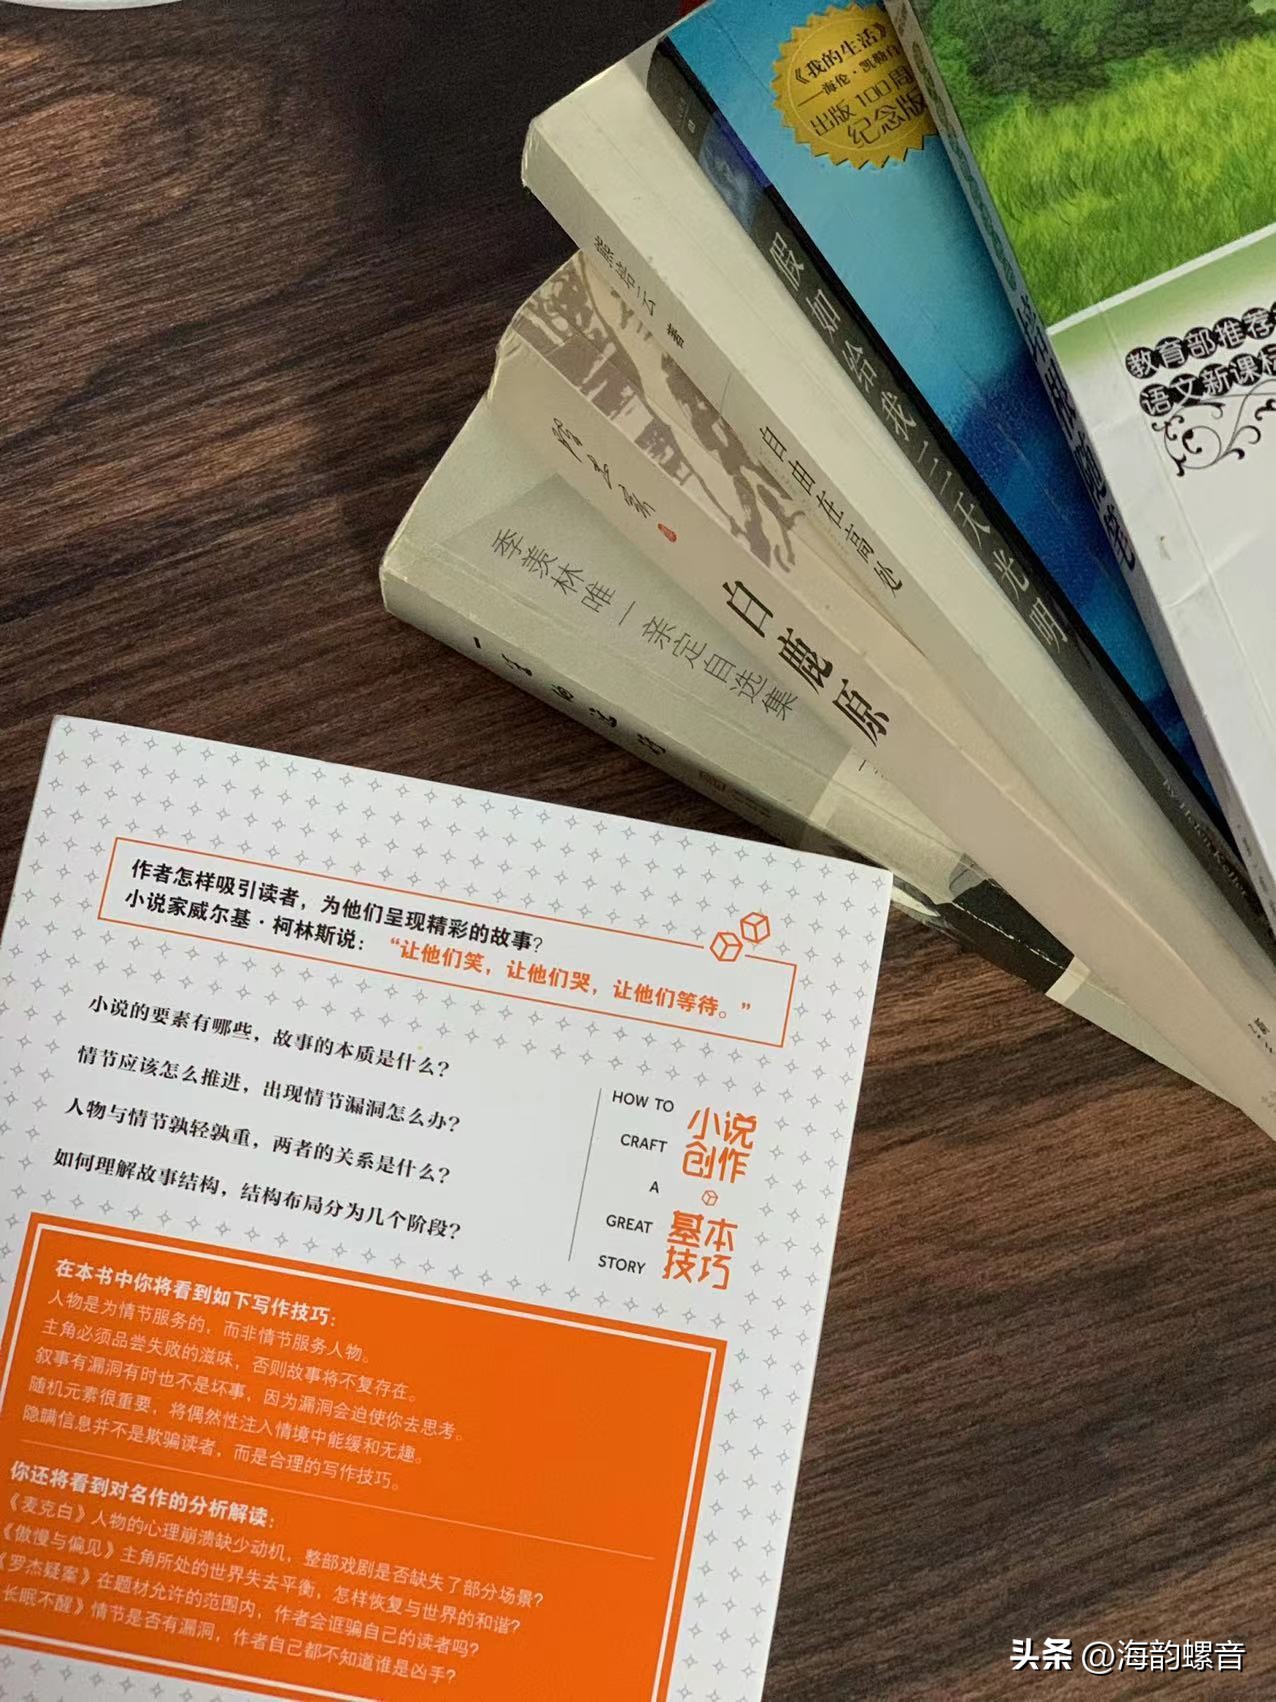 《我的生活》
——海伦·凯勒自
出版100周
纪念版
教育部推荐
语文新课标
假如给我三天光明
熊培云 著
自由在高处
白鹿原
季羡林唯一亲定自选集
作者怎样吸引读者，为他们呈现精彩的故事？
小说家威尔基·柯林斯说：“让他们笑，让他们哭，让他们等待。”
小说的要素有哪些，故事的本质是什么？
情节应该怎么推进，出现情节漏洞怎么办？
人物与情节孰轻孰重，两者的关系是什么？
如何理解故事结构，结构布局分为几个阶段？
HOW TO
CRAFT
A
GREAT
STORY
小说
创作
基本
技巧
在本书中你将看到如下写作技巧：
人物是为情节服务的，而非情节服务人物。
主角必须品尝失败的滋味，否则故事将不复存在。
叙事有漏洞有时也不是坏事，因为漏洞会迫使你去思考。
随机元素很重要，将偶然性注入情境中能缓和无趣。
隐瞒信息并不是欺骗读者，而是合理的写作技巧。
你还将看到对名作的分析解读：
《麦克白》人物的心理崩溃缺少动机，整部戏剧是否缺失了部分场景？
《傲慢与偏见》主角所处的世界失去平衡，怎样恢复与世界的和谐？
《罗杰疑案》在题材允许的范围内，作者会诓骗自己的读者吗？
长眠不醒》情节是否有漏洞，作者自己都不知道谁是凶手？
头条 @海韵螺音